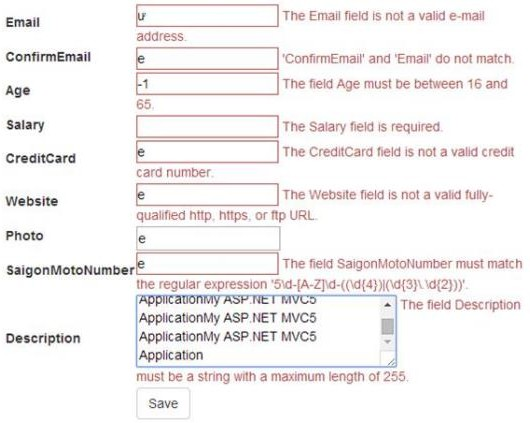 Email u The Email field is not a valid e-mail
address.
ConfirmEmail e 'ConfirmEmail' and 'Email' do not match.
Age -1 The field Age must be between 16 and
65.
Salary The Salary field is required.
CreditCard e The CreditCard field is not a valid credit
card number.
Website e The Website field is not a valid fully-
qualified http, https, or ftp URL.
Photo e
SaigonMotoNumber e The field SaigonMotoNumber must match
the regular expression '5\d-[A-Z]\d-((\d{4})|(\d{3}\.\d{2}))'.
ApplicationMy ASP.NET MVC5 The field Description
ApplicationMy ASP.NET MVC5
Description ApplicationMy ASP.NET MVC5
Application
must be a string with a maximum length of 255.
Save